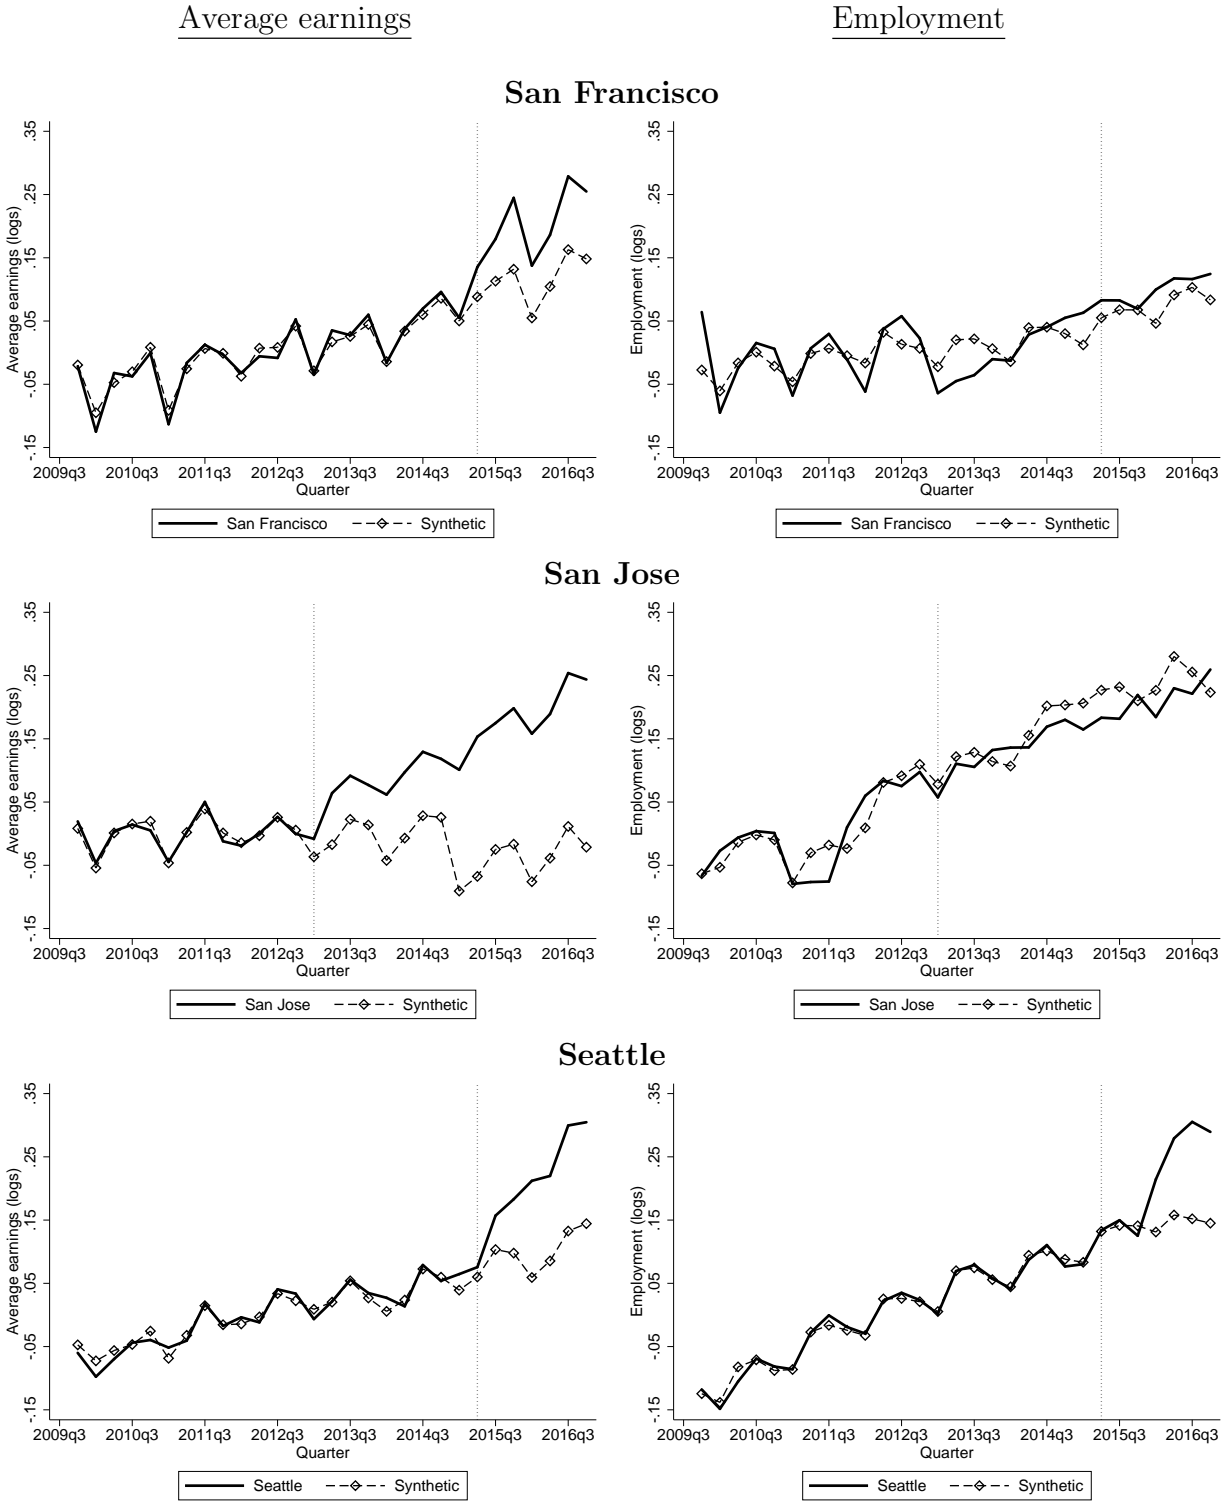 Average earnings
Employment
San Francisco
Average earnings (logs)
.35
.25
.15
.05
-.05
-.15
2009q3 2010q3 2011q3 2012q3 2013q3 2014q3 2015q3 2016q3
Quarter
San Francisco Synthetic
Employment (logs)
.35
.25
.15
.05
-.05
-.15
2009q3 2010q3 2011q3 2012q3 2013q3 2014q3 2015q3 2016q3
Quarter
San Francisco Synthetic
San Jose
Average earnings (logs)
.35
.25
.15
.05
-.05
-.15
2009q3 2010q3 2011q3 2012q3 2013q3 2014q3 2015q3 2016q3
Quarter
San Jose Synthetic
Employment (logs)
.35
.25
.15
.05
-.05
-.15
2009q3 2010q3 2011q3 2012q3 2013q3 2014q3 2015q3 2016q3
Quarter
San Jose Synthetic
Seattle
Average earnings (logs)
.35
.25
.15
.05
-.05
-.15
2009q3 2010q3 2011q3 2012q3 2013q3 2014q3 2015q3 2016q3
Quarter
Seattle Synthetic
Employment (logs)
.35
.25
.15
.05
-.05
-.15
2009q3 2010q3 2011q3 2012q3 2013q3 2014q3 2015q3 2016q3
Quarter
Seattle Synthetic